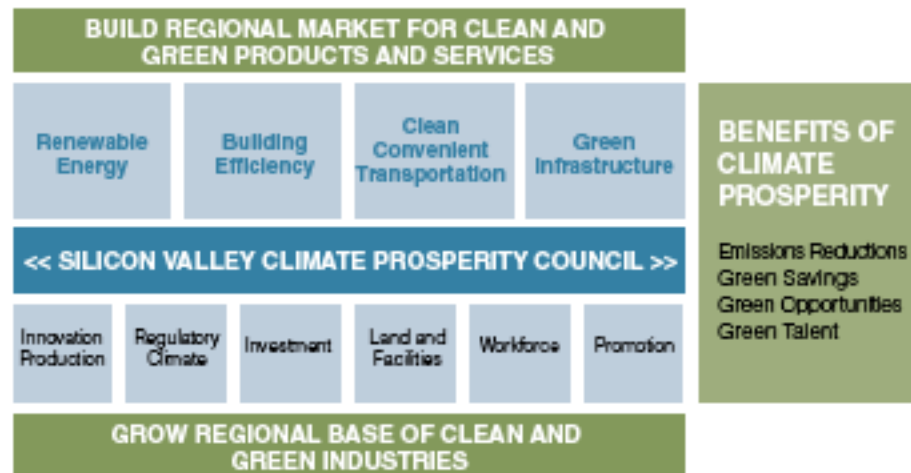 BUILD REGIONAL MARKET FOR CLEAN AND
GREEN PRODUCTS AND SERVICES
Renewable
Energy
Building
Efficiency
Clean
Convenient
Transportation
Green
Infrastructure
<< SILICON VALLEY CLIMATE PROSPERITY COUNCIL >>
Innovation
Production
Regulatory
Climate
Investment
Land and
Facilities
Workforce
Promotion
GROW REGIONAL BASE OF CLEAN AND
GREEN INDUSTRIES
BENEFITS OF
CLIMATE
PROSPERITY
Emissions Reductions
Green Savings
Green Opportunities
Green Talent